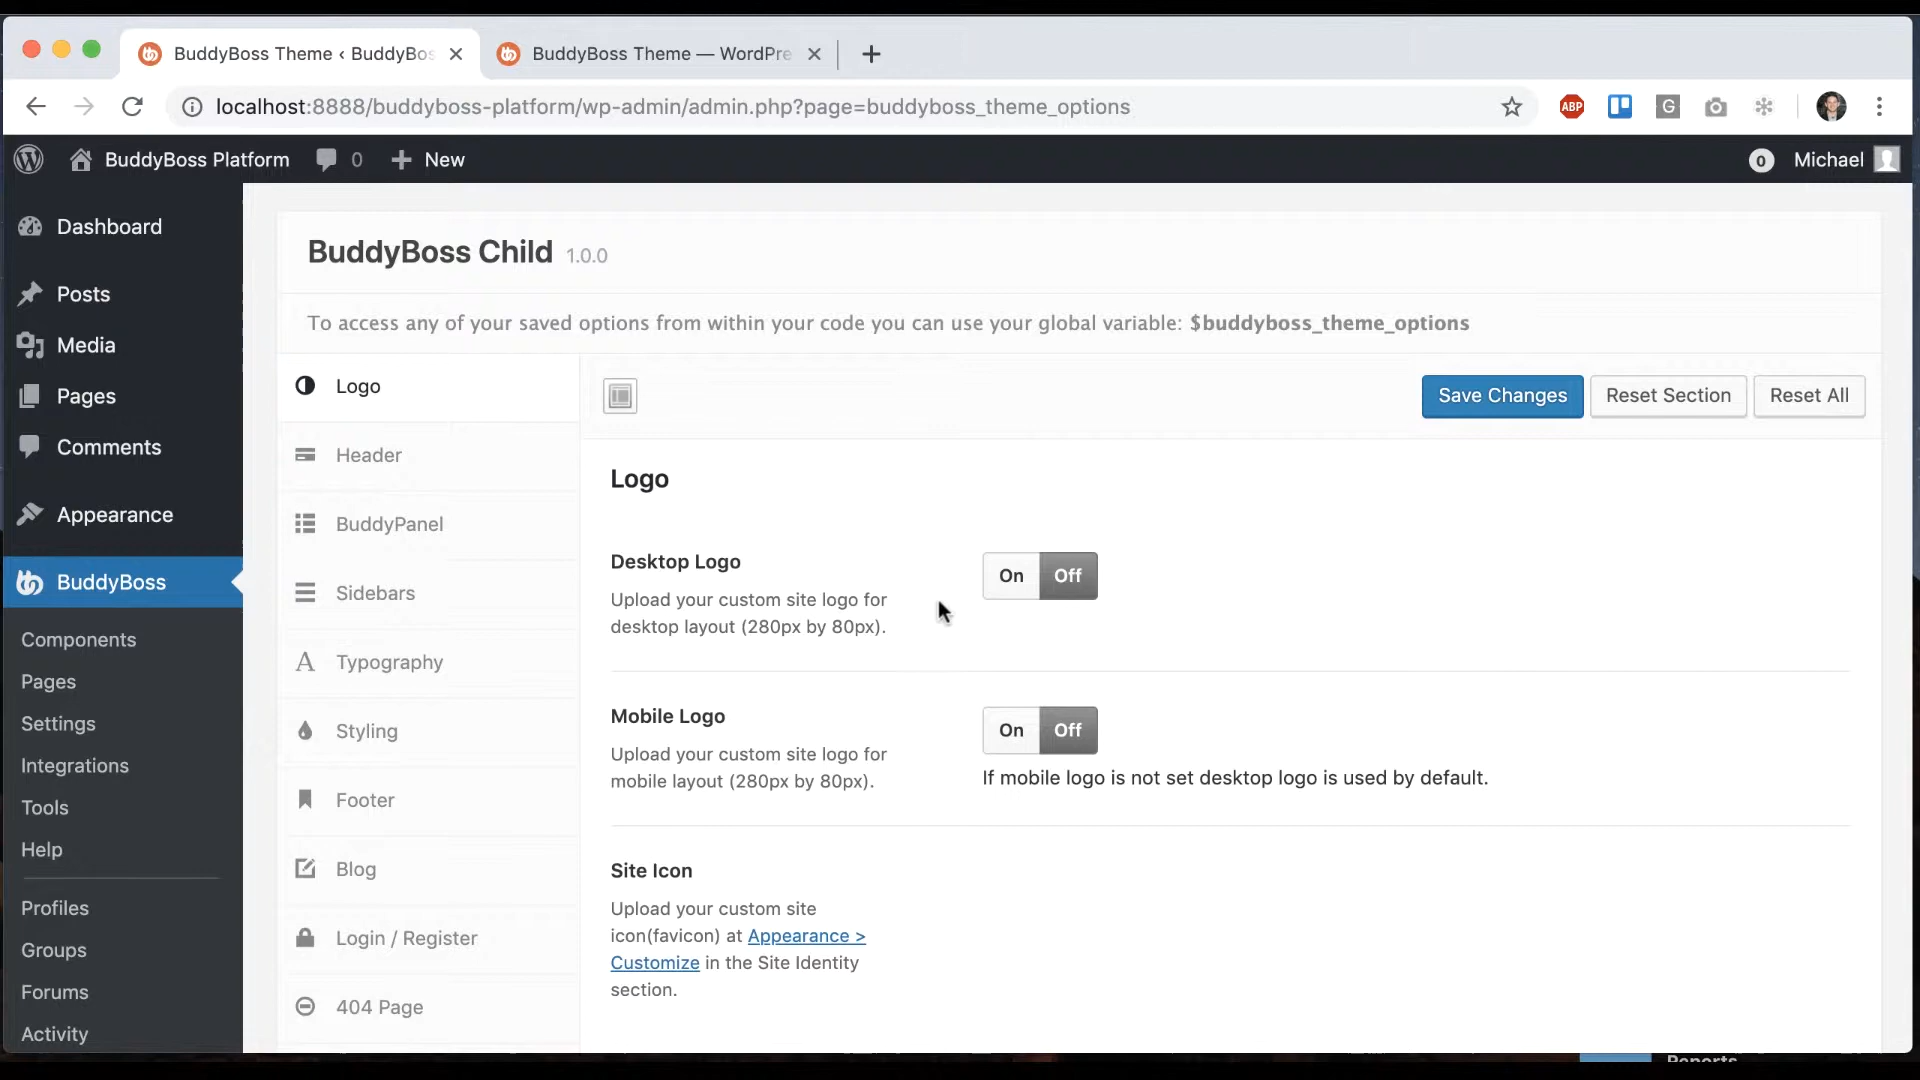 BuddyBoss Theme ‹ BuddyBos
BuddyBoss Theme — WordPre
localhost:8888/buddyboss-platform/wp-admin/admin.php?page=buddyboss_theme_options
ABP
G
BuddyBoss Platform
0
New
0
Michael
Dashboard
Posts
Media
Pages
Comments
Appearance
BuddyBoss
Components
Pages
Settings
Integrations
Tools
Help
Profiles
Groups
Forums
Activity
BuddyBoss Child 1.0.0
To access any of your saved options from within your code you can use your global variable: $buddyboss_theme_options
Logo
Header
BuddyPanel
Sidebars
Typography
Styling
Footer
Blog
Login / Register
404 Page
Save Changes
Reset Section
Reset All
Logo
Desktop Logo
Upload your custom site logo for
desktop layout (280px by 80px).
On Off
Mobile Logo
Upload your custom site logo for
mobile layout (280px by 80px).
On Off
If mobile logo is not set desktop logo is used by default.
Site Icon
Upload your custom site
icon(favicon) at Appearance >
Customize in the Site Identity
section.